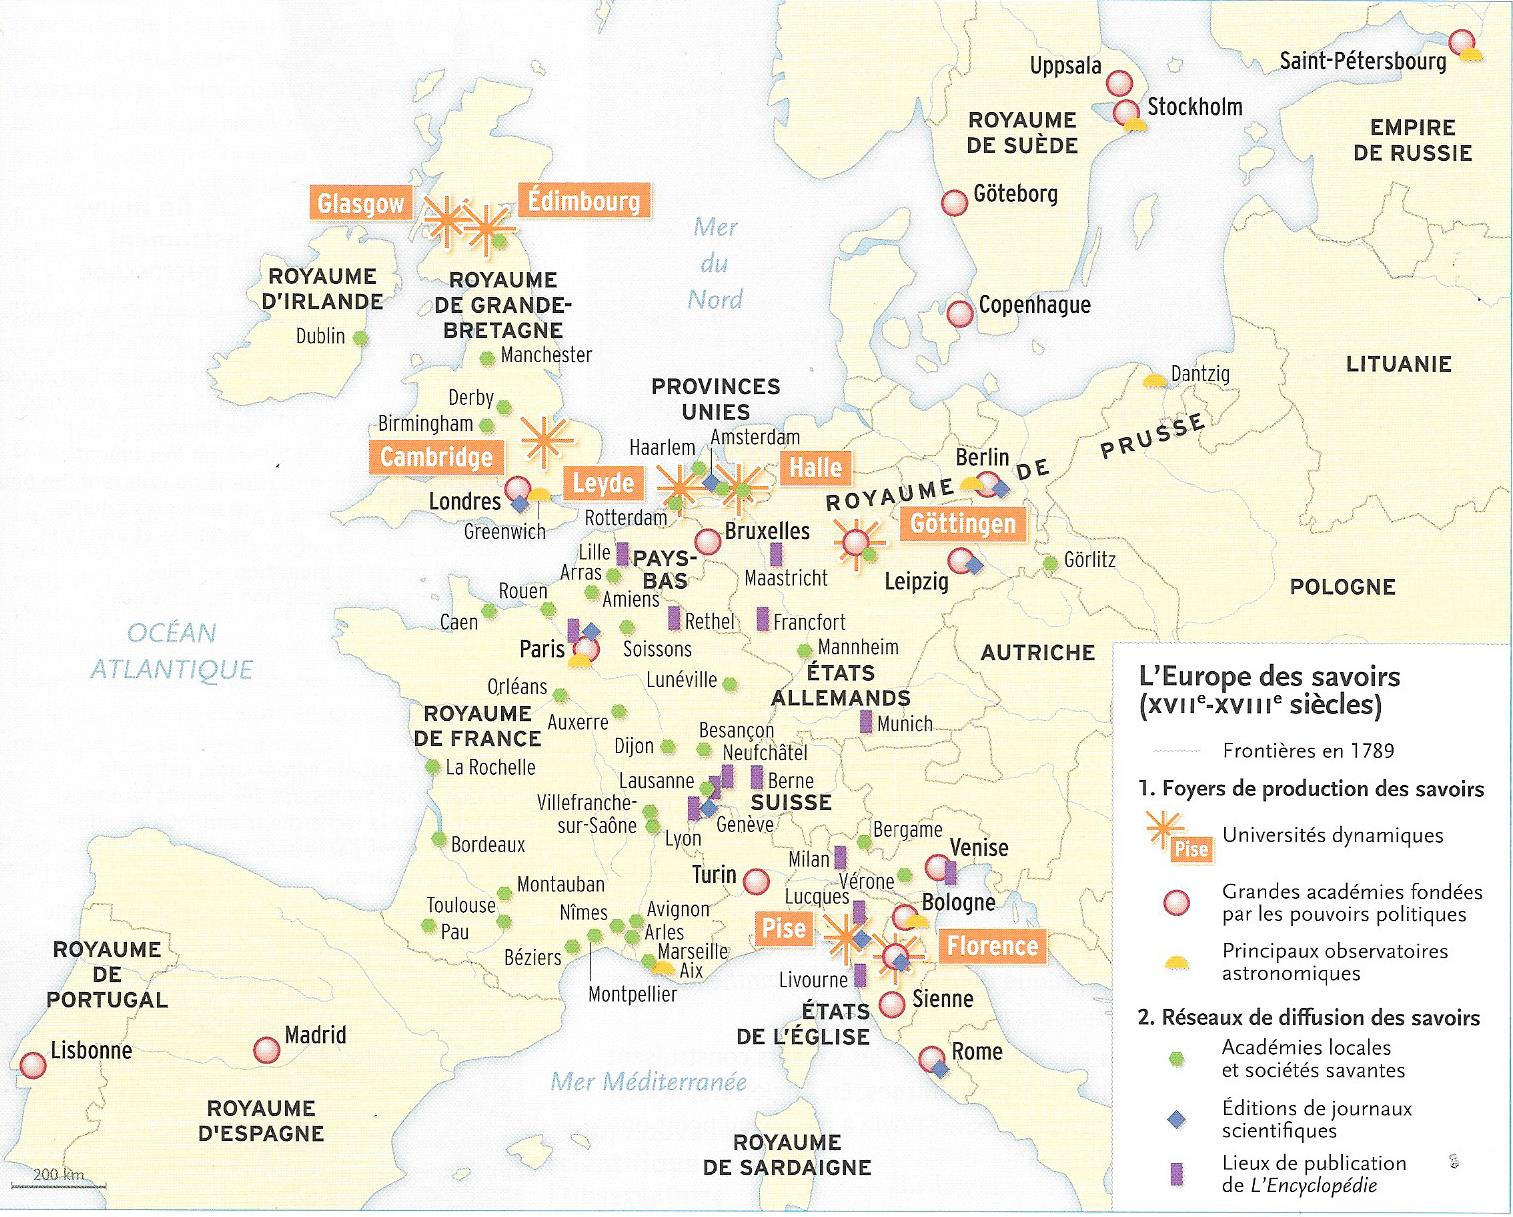 Uppsala
Saint-Pétersbourg
Stockholm
ROYAUME
DE SUÈDE
EMPIRE
DE RUSSIE
Göteborg
Glasgow
Édimbourg
Mer
du
Nord
ROYAUME
D'IRLANDE
ROYAUME
DE GRANDE-
BRETAGNE
Copenhague
Dublin
Manchester
LITUANIE
Dantzig
PROVINCES
UNIES
Derby
Birmingham
Haarlem
Amsterdam
PRUSSE
Cambridge
Leyde
Halle
Berlin
ROYAUME DE
Londres
Greenwich
Rotterdam
Göttingen
Bruxelles
Lille
PAYS-
BAS
Arras
Maastricht
Leipzig
Görlitz
POLOGNE
Rouen
Amiens
Caen
Rethel
Francfort
OCÉAN
ATLANTIQUE
Paris
Soissons
Mannheim
AUTRICHE
Lunéville
ÉTATS
ALLEMANDS
Orléans
ROYAUME
DE FRANCE
Auxerre
Munich
Dijon
Besançon
Neufchâtel
La Rochelle
Lausanne
Berne
SUISSE
Villefranche-
sur-Saône
Lyon
Genève
Bordeaux
Bergame
Venise
Milan
Turin
Vérone
Lucques
Bologne
Montauban
Toulouse
Nîmes
Avignon
Pau
Arles
Pise
Florence
Béziers
Marseille
Aix
Montpellier
Livourne
Sienne
ROYAUME
DE
PORTUGAL
ÉTATS
DE L'ÉGLISE
Madrid
Lisbonne
Rome
Mer Méditerranée
ROYAUME
D'ESPAGNE
ROYAUME
DE SARDAIGNE
200 km
L'Europe des savoirs
(XVIIe-XVIIIe siècles)
Frontières en 1789
1. Foyers de production des savoirs
Pise
Universités dynamiques
Grandes académies fondées
par les pouvoirs politiques
Principaux observatoires
astronomiques
2. Réseaux de diffusion des savoirs
Académies locales
et sociétés savantes
Éditions de journaux
scientifiques
Lieux de publication
de L'Encyclopédie